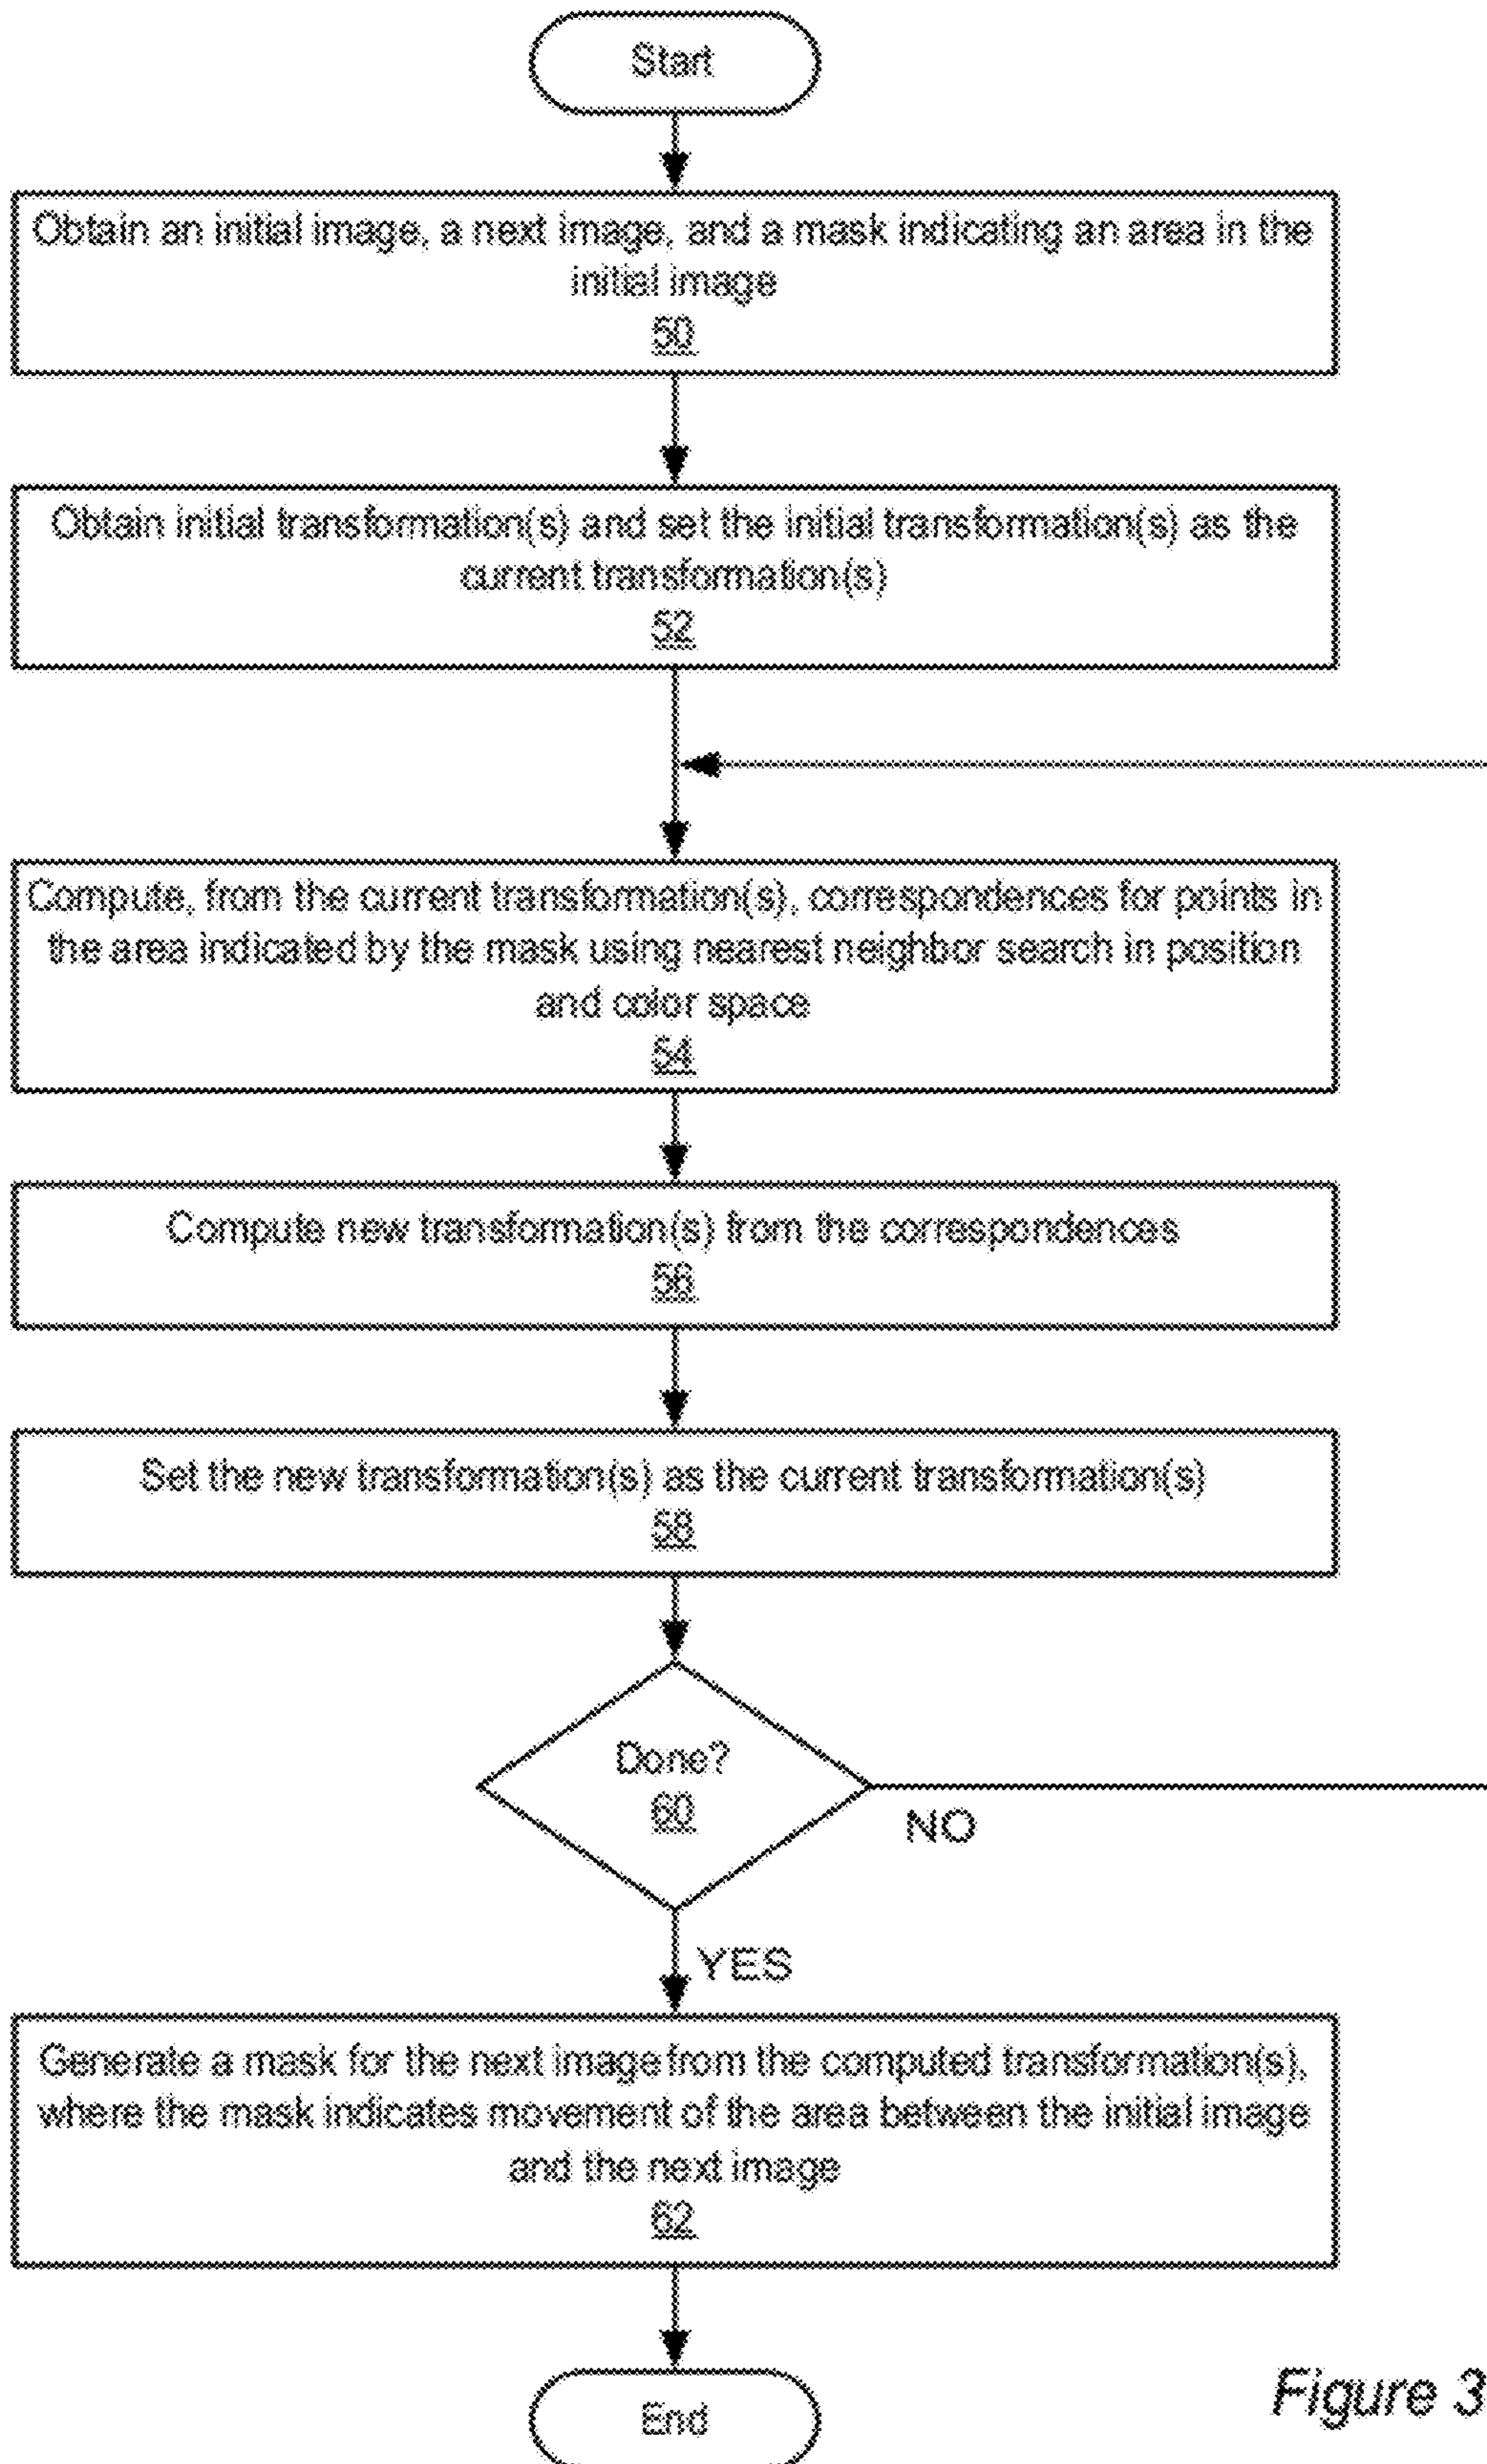 Start
Obtain an initial image, a next image, and a mask indicating an area in the
initial image
50
Obtain initial transformation(s) and set the initial transformation(s) as the
current transformation(s)
52
Compute, from the current transformation(s), correspondences for points in
the area indicated by the mask using nearest neighbor search in position
and color space
54
Compute new transformation(s) from the correspondences
56
Set the new transformation(s) as the current transformation(s)
58
Done?
60
NO
YES
Generate a mask for the next image from the computed transformation(s),
where the mask indicates movement of the area between the initial image
and the next image
62
End
Figure 3